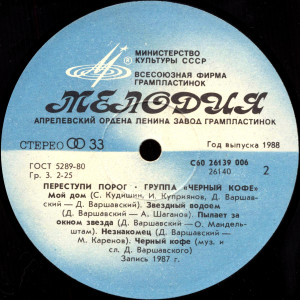 МИНИСТЕРСТВО
КУЛЬТУРЫ СССР
ВСЕСОЮЗНАЯ ФИРМА
ГРАМПЛАСТИНОК
МЕЛОДИЯ
АПРЕЛЕВСКИЙ ОРДЕНА ЛЕНИНА ЗАВОД ГРАМПЛАСТИНОК
СТЕРЕО 33
Год выпуска 1988
ГОСТ 5289-80
Гр. 3. 2-25
С60 26139 006
26140
2
ПЕРЕСТУПИ ПОРОГ · ГРУППА «ЧЕРНЫЙ КОФЕ»
Мой дом (С. Кудишин, И. Куприянов, Д. Варшав-
ский — Д. Варшавский). Звездный водоем
(Д. Варшавский — А. Шаганов). Пылает за
окном звезда (Д. Варшавский — О. Мандель-
штам). Незнакомец (Д. Варшавский —
М. Каренов). Черный кофе (муз. и
сл. Д. Варшавского)
Запись 1987 г.